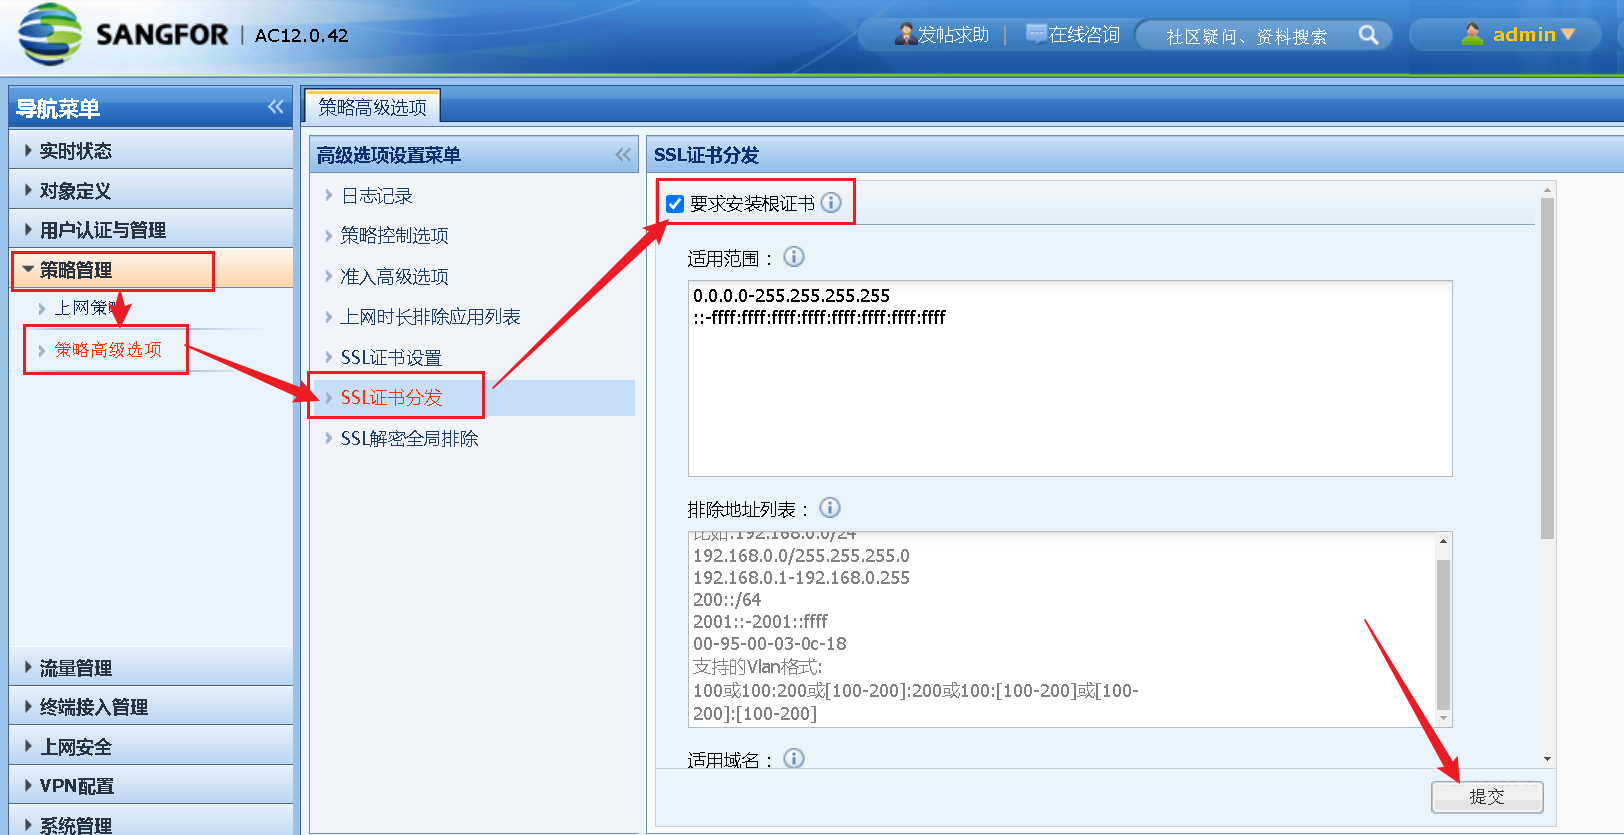 SANGFOR | AC12.0.42
发帖求助 | 在线咨询
社区疑问、资料搜索
admin
导航菜单
实时状态
对象定义
用户认证与管理
策略管理
上网策
策略高级选项
流量管理
终端接入管理
上网安全
VPN配置
系统管理
策略高级选项
高级选项设置菜单
日志记录
策略控制选项
准入高级选项
上网时长排除应用列表
SSL证书设置
SSL证书分发
SSL解密全局排除
SSL证书分发
要求安装根证书
适用范围：
0.0.0.0-255.255.255.255
::-ffff:ffff:ffff:ffff:ffff:ffff:ffff:ffff
排除地址列表：
比如:192.168.0.0/24
192.168.0.0/255.255.255.0
192.168.0.1-192.168.0.255
200::/64
2001::-2001::ffff
00-95-00-03-0c-18
支持的Vlan格式:
100或100:200或[100-200]:200或100:[100-200]或[100-
200]:[100-200]
适用域名：
提交